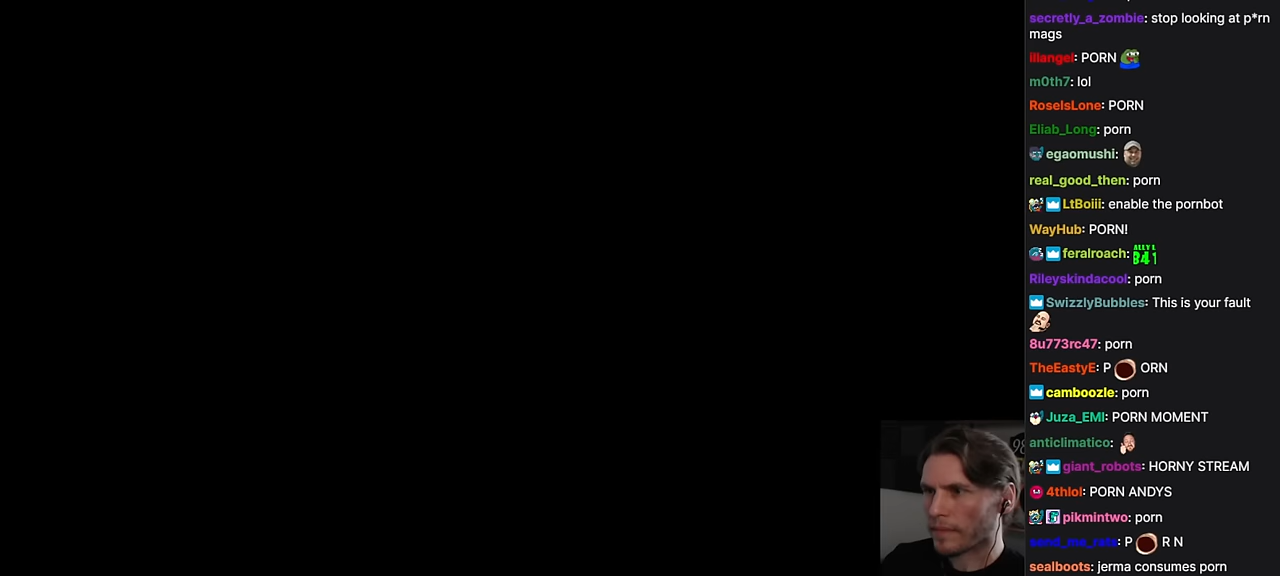 secretly_a_zombie: stop looking at p*rn
mags
illangel: PORN
m0th7: lol
RoseIsLone: PORN
Eliab_Long: porn
egaomushi:
real_good_then: porn
LtBoiii: enable the pornbot
WayHub: PORN!
feralroach:
Rileyskindacool: porn
SwizzlyBubbles: This is your fault
8u773rc47: porn
TheEastyE: P ORN
camboozle: porn
Juza_EMI: PORN MOMENT
anticlimatico:
giant_robots: HORNY STREAM
4thlol: PORN ANDYS
pikmintwo: porn
send_me_rats: P R N
sealboots: jerma consumes porn